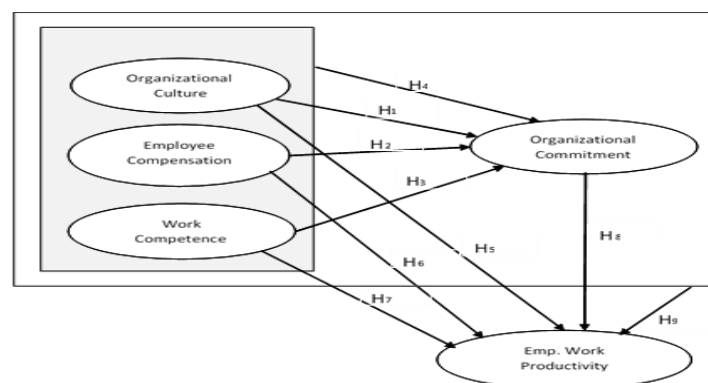 Organizational
Culture
H4
H1
Employee
Compensation
H2
Organizational
Commitment
H3
Work
Competence
H5
H6
H7
H8
H9
Emp. Work
Productivity